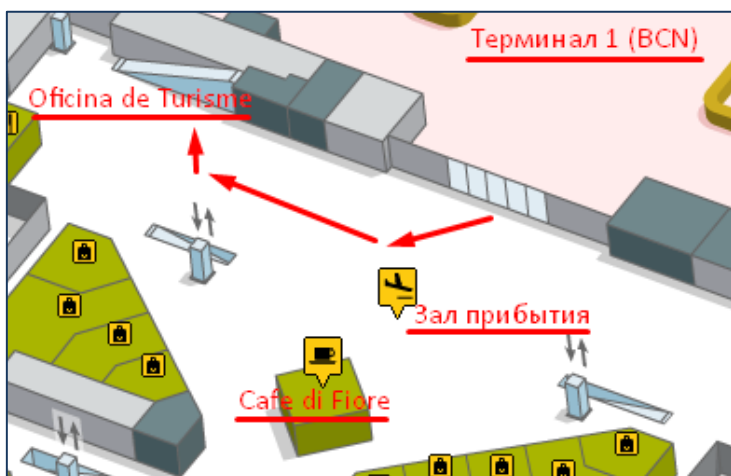 Терминал 1 (BCN)
Oficina de Turisme
Зал прибытия
Cafe di Fiore